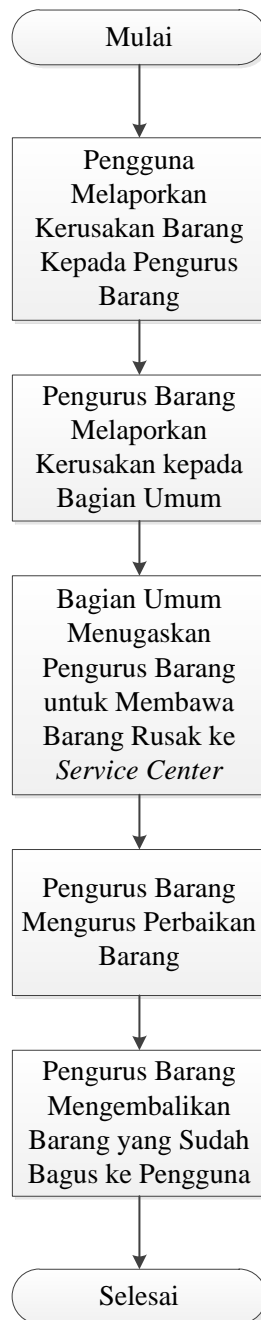 Mulai
Pengguna
Melaporkan
Kerusakan Barang
Kepada Pengurus
Barang
Pengurus Barang
Melaporkan
Kerusakan kepada
Bagian Umum
Bagian Umum
Menugaskan
Pengurus Barang
untuk Membawa
Barang Rusak ke
Service Center
Pengurus Barang
Mengurus Perbaikan
Barang
Pengurus Barang
Mengembalikan
Barang yang Sudah
Bagus ke Pengguna
Selesai